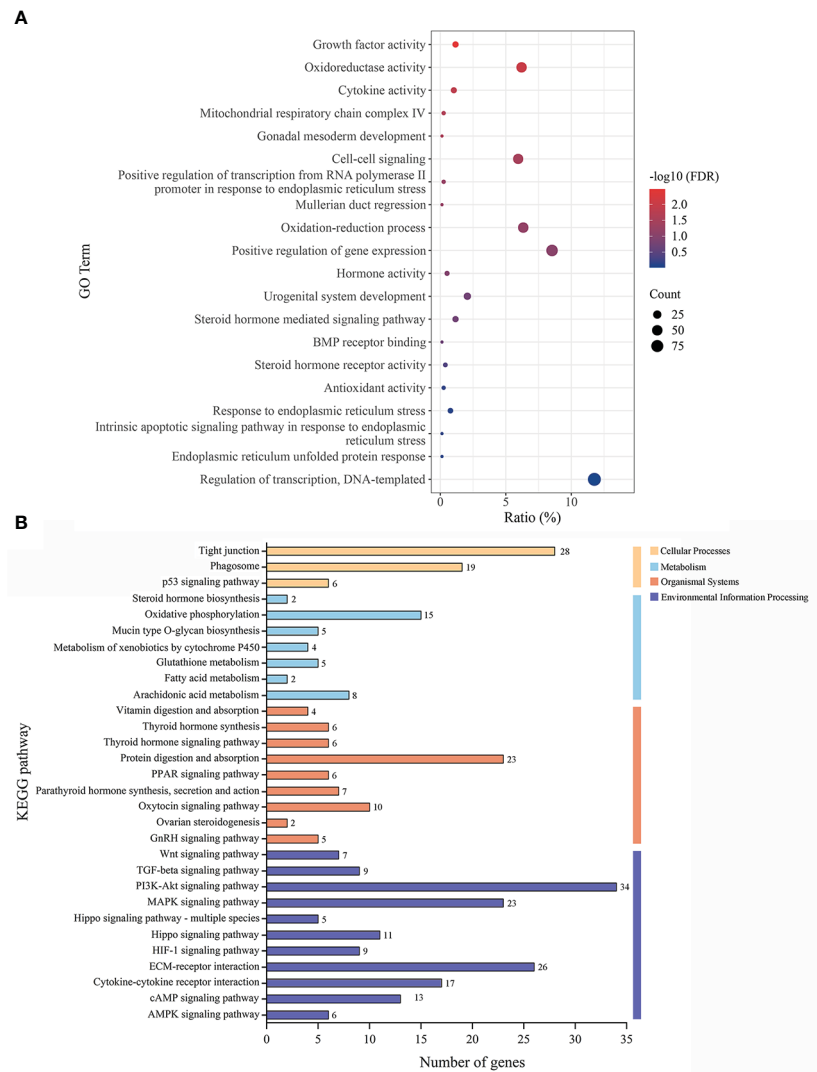 A
Growth factor activity
Oxidoreductase activity
Cytokine activity
Mitochondrial respiratory chain complex IV
Gonadal mesoderm development
Cell-cell signaling
Positive regulation of transcription from RNA polymerase II
promoter in response to endoplasmic reticulum stress
Mullerian duct regression
Oxidation-reduction process
Positive regulation of gene expression
Hormone activity
Urogenital system development
Steroid hormone mediated signaling pathway
BMP receptor binding
Steroid hormone receptor activity
Antioxidant activity
Response to endoplasmic reticulum stress
Intrinsic apoptotic signaling pathway in response to endoplasmic
reticulum stress
Endoplasmic reticulum unfolded protein response
Regulation of transcription, DNA-templated
GO Term
0 5 10
Ratio (%)
-log10 (FDR)
2.0
1.5
1.0
0.5
Count
25
50
75
B
Tight junction 28
Phagosome 19
p53 signaling pathway 6
Steroid hormone biosynthesis 2
Oxidative phosphorylation 15
Mucin type O-glycan biosynthesis 5
Metabolism of xenobiotics by cytochrome P450 4
Glutathione metabolism 5
Fatty acid metabolism 2
Arachidonic acid metabolism 8
Vitamin digestion and absorption 4
Thyroid hormone synthesis 6
Thyroid hormone signaling pathway 6
Protein digestion and absorption 23
PPAR signaling pathway 6
Parathyroid hormone synthesis, secretion and action 7
Oxytocin signaling pathway 10
Ovarian steroidogenesis 2
GnRH signaling pathway 5
Wnt signaling pathway 7
TGF-beta signaling pathway 9
PI3K-Akt signaling pathway 34
MAPK signaling pathway 23
Hippo signaling pathway - multiple species 5
Hippo signaling pathway 11
HIF-1 signaling pathway 9
ECM-receptor interaction 26
Cytokine-cytokine receptor interaction 17
cAMP signaling pathway 13
AMPK signaling pathway 6
KEGG pathway
0 5 10 15 20 25 30 35
Number of genes
Cellular Processes
Metabolism
Organismal Systems
Environmental Information Processing